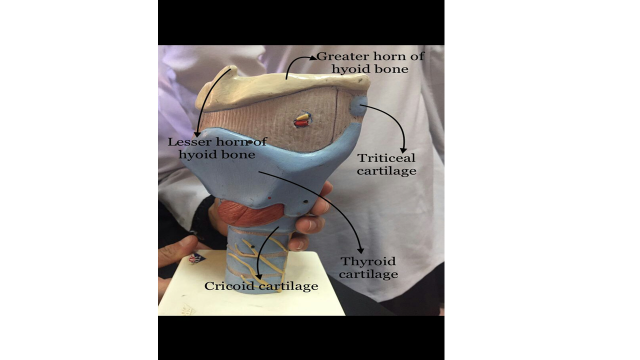 Greater horn of
hyoid bone
Lesser horn of
hyoid bone
Triticeal
cartilage
Thyroid
cartilage
Cricoid cartilage